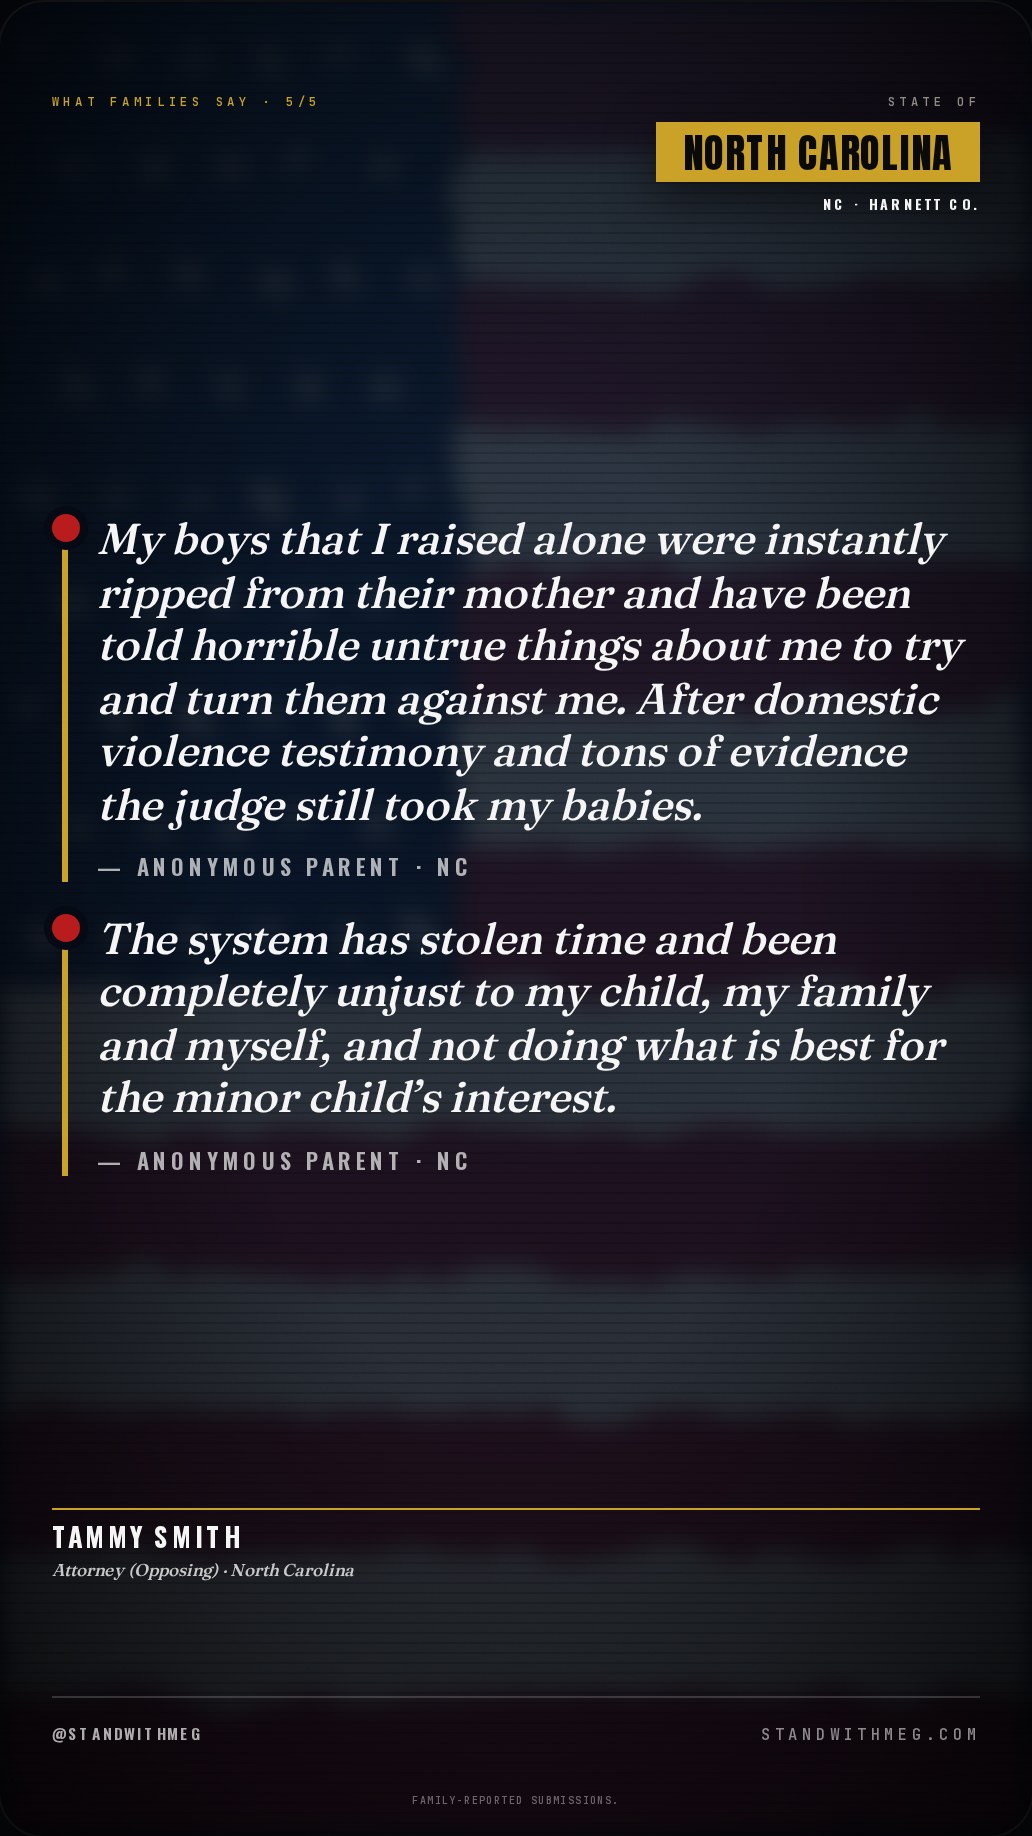 WHAT FAMILIES SAY · 5/5
STATE OF
NORTH CAROLINA
NC · HARNETT CO.
My boys that I raised alone were instantly
ripped from their mother and have been
told horrible untrue things about me to try
and turn them against me. After domestic
violence testimony and tons of evidence
the judge still took my babies.
— ANONYMOUS PARENT · NC
The system has stolen time and been
completely unjust to my child, my family
and myself, and not doing what is best for
the minor child’s interest.
— ANONYMOUS PARENT · NC
TAMMY SMITH
Attorney (Opposing) · North Carolina
@STANDWITHMEG
STANDWITHMEG.COM
FAMILY-REPORTED SUBMISSIONS.